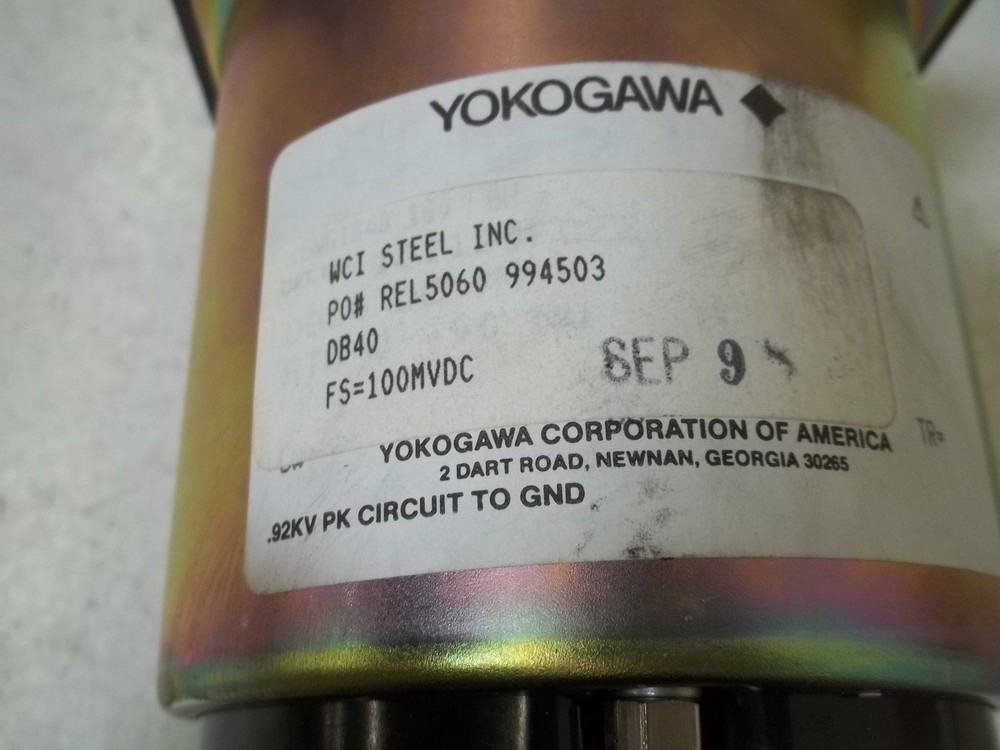 YOKOGAWA
WCI STEEL INC.
PO# REL5060 994503
DB40
FS=100MVDC
SEP 9
TR=
YOKOGAWA CORPORATION OF AMERICA
2 DART ROAD, NEWNAN, GEORGIA 30265
.92KV PK CIRCUIT TO GND